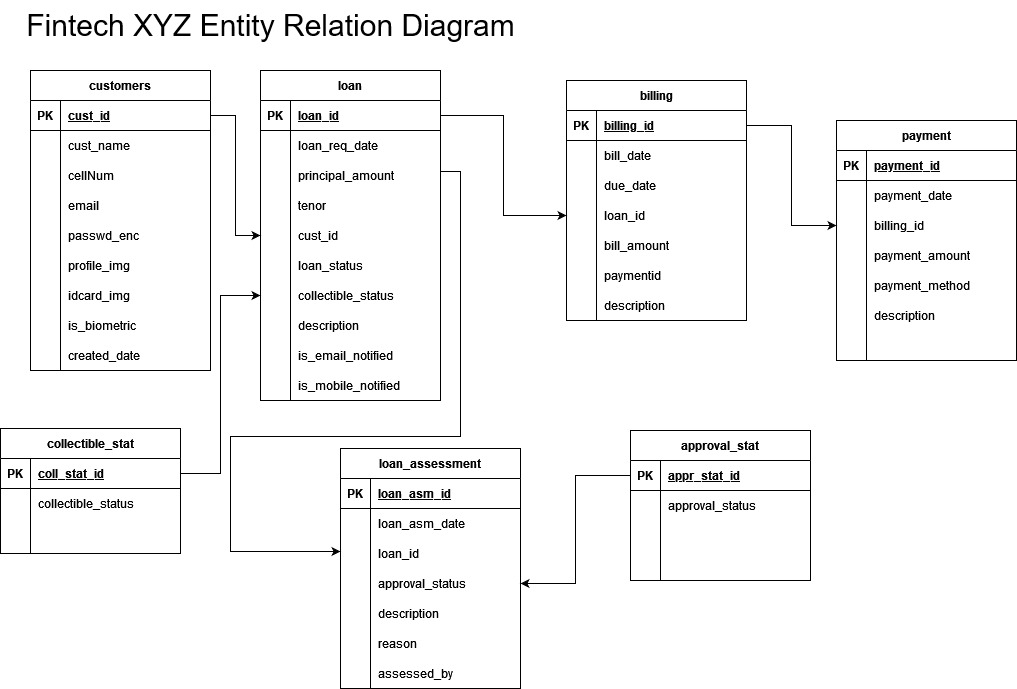 Fintech XYZ Entity Relation Diagram
customers
PK cust_id
cust_name
cellNum
email
passwd_enc
profile_img
idcard_img
is_biometric
created_date
loan
PK loan_id
loan_req_date
principal_amount
tenor
cust_id
loan_status
collectible_status
description
is_email_notified
is_mobile_notified
billing
PK billing_id
bill_date
due_date
loan_id
bill_amount
paymentid
description
payment
PK payment_id
payment_date
billing_id
payment_amount
payment_method
description
collectible_stat
PK coll_stat_id
collectible_status
loan_assessment
PK loan_asm_id
loan_asm_date
loan_id
approval_status
description
reason
assessed_by
approval_stat
PK appr_stat_id
approval_status